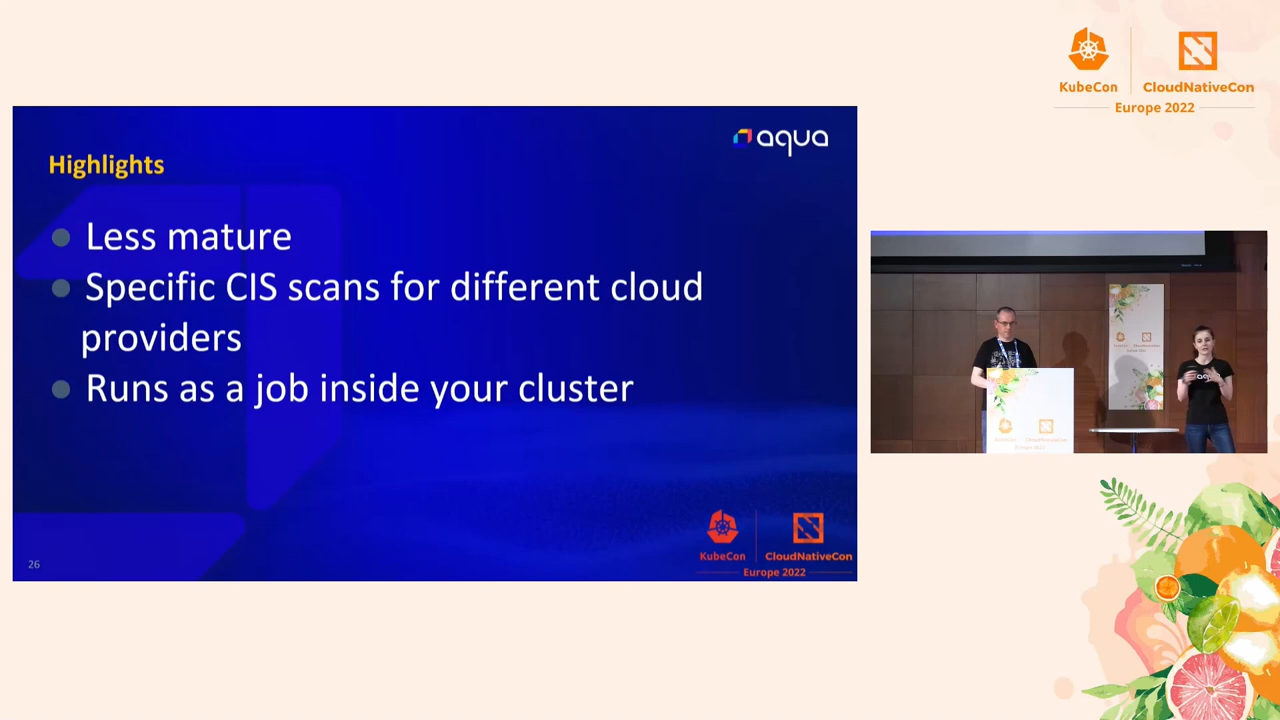 KubeCon
CloudNativeCon
Europe 2022
aqua
Highlights
Less mature
Specific CIS scans for different cloud
providers
Runs as a job inside your cluster
KubeCon
CloudNativeCon
Europe 2022
26